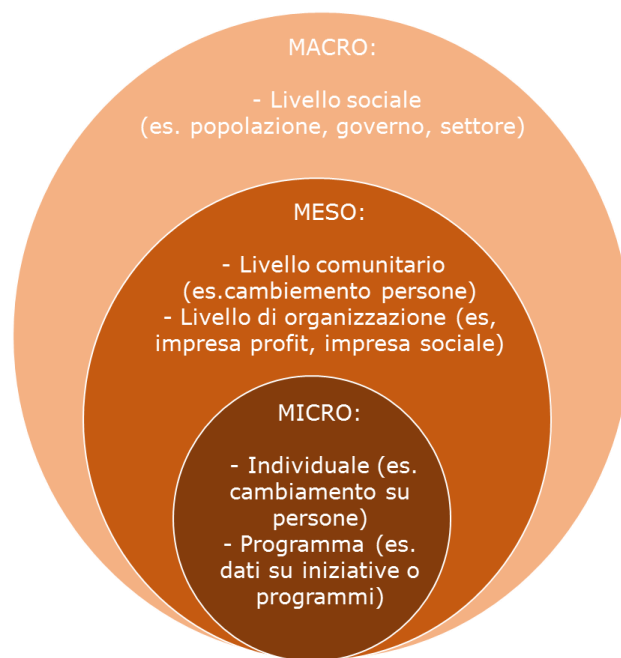 MACRO:
- Livello sociale
(es. popolazione, governo, settore)
MESO:
- Livello comunitario
(es.cambiemento persone)
- Livello di organizzazione (es,
impresa profit, impresa sociale)
MICRO:
- Individuale (es.
cambiamento su
persone)
- Programma (es.
dati su iniziative o
programmi)